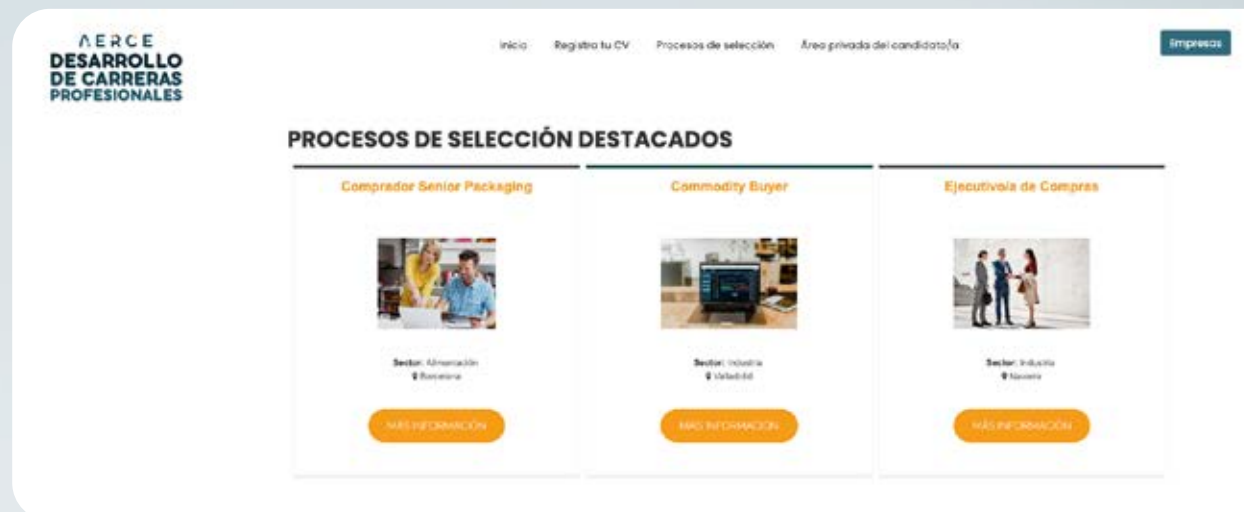 AERCE
DESARROLLO
DE CARRERAS
PROFESIONALES
Inicio Registra tu CV Procesos de selección Área privada del candidato/a
Empresas
PROCESOS DE SELECCIÓN DESTACADOS
Comprador Senior Packaging
Sector: Alimentación
Barcelona
MÁS INFORMACIÓN
Commodity Buyer
Sector: Industria
Valladolid
MÁS INFORMACIÓN
Ejecutivo/a de Compras
Sector: Industria
Navarra
MÁS INFORMACIÓN